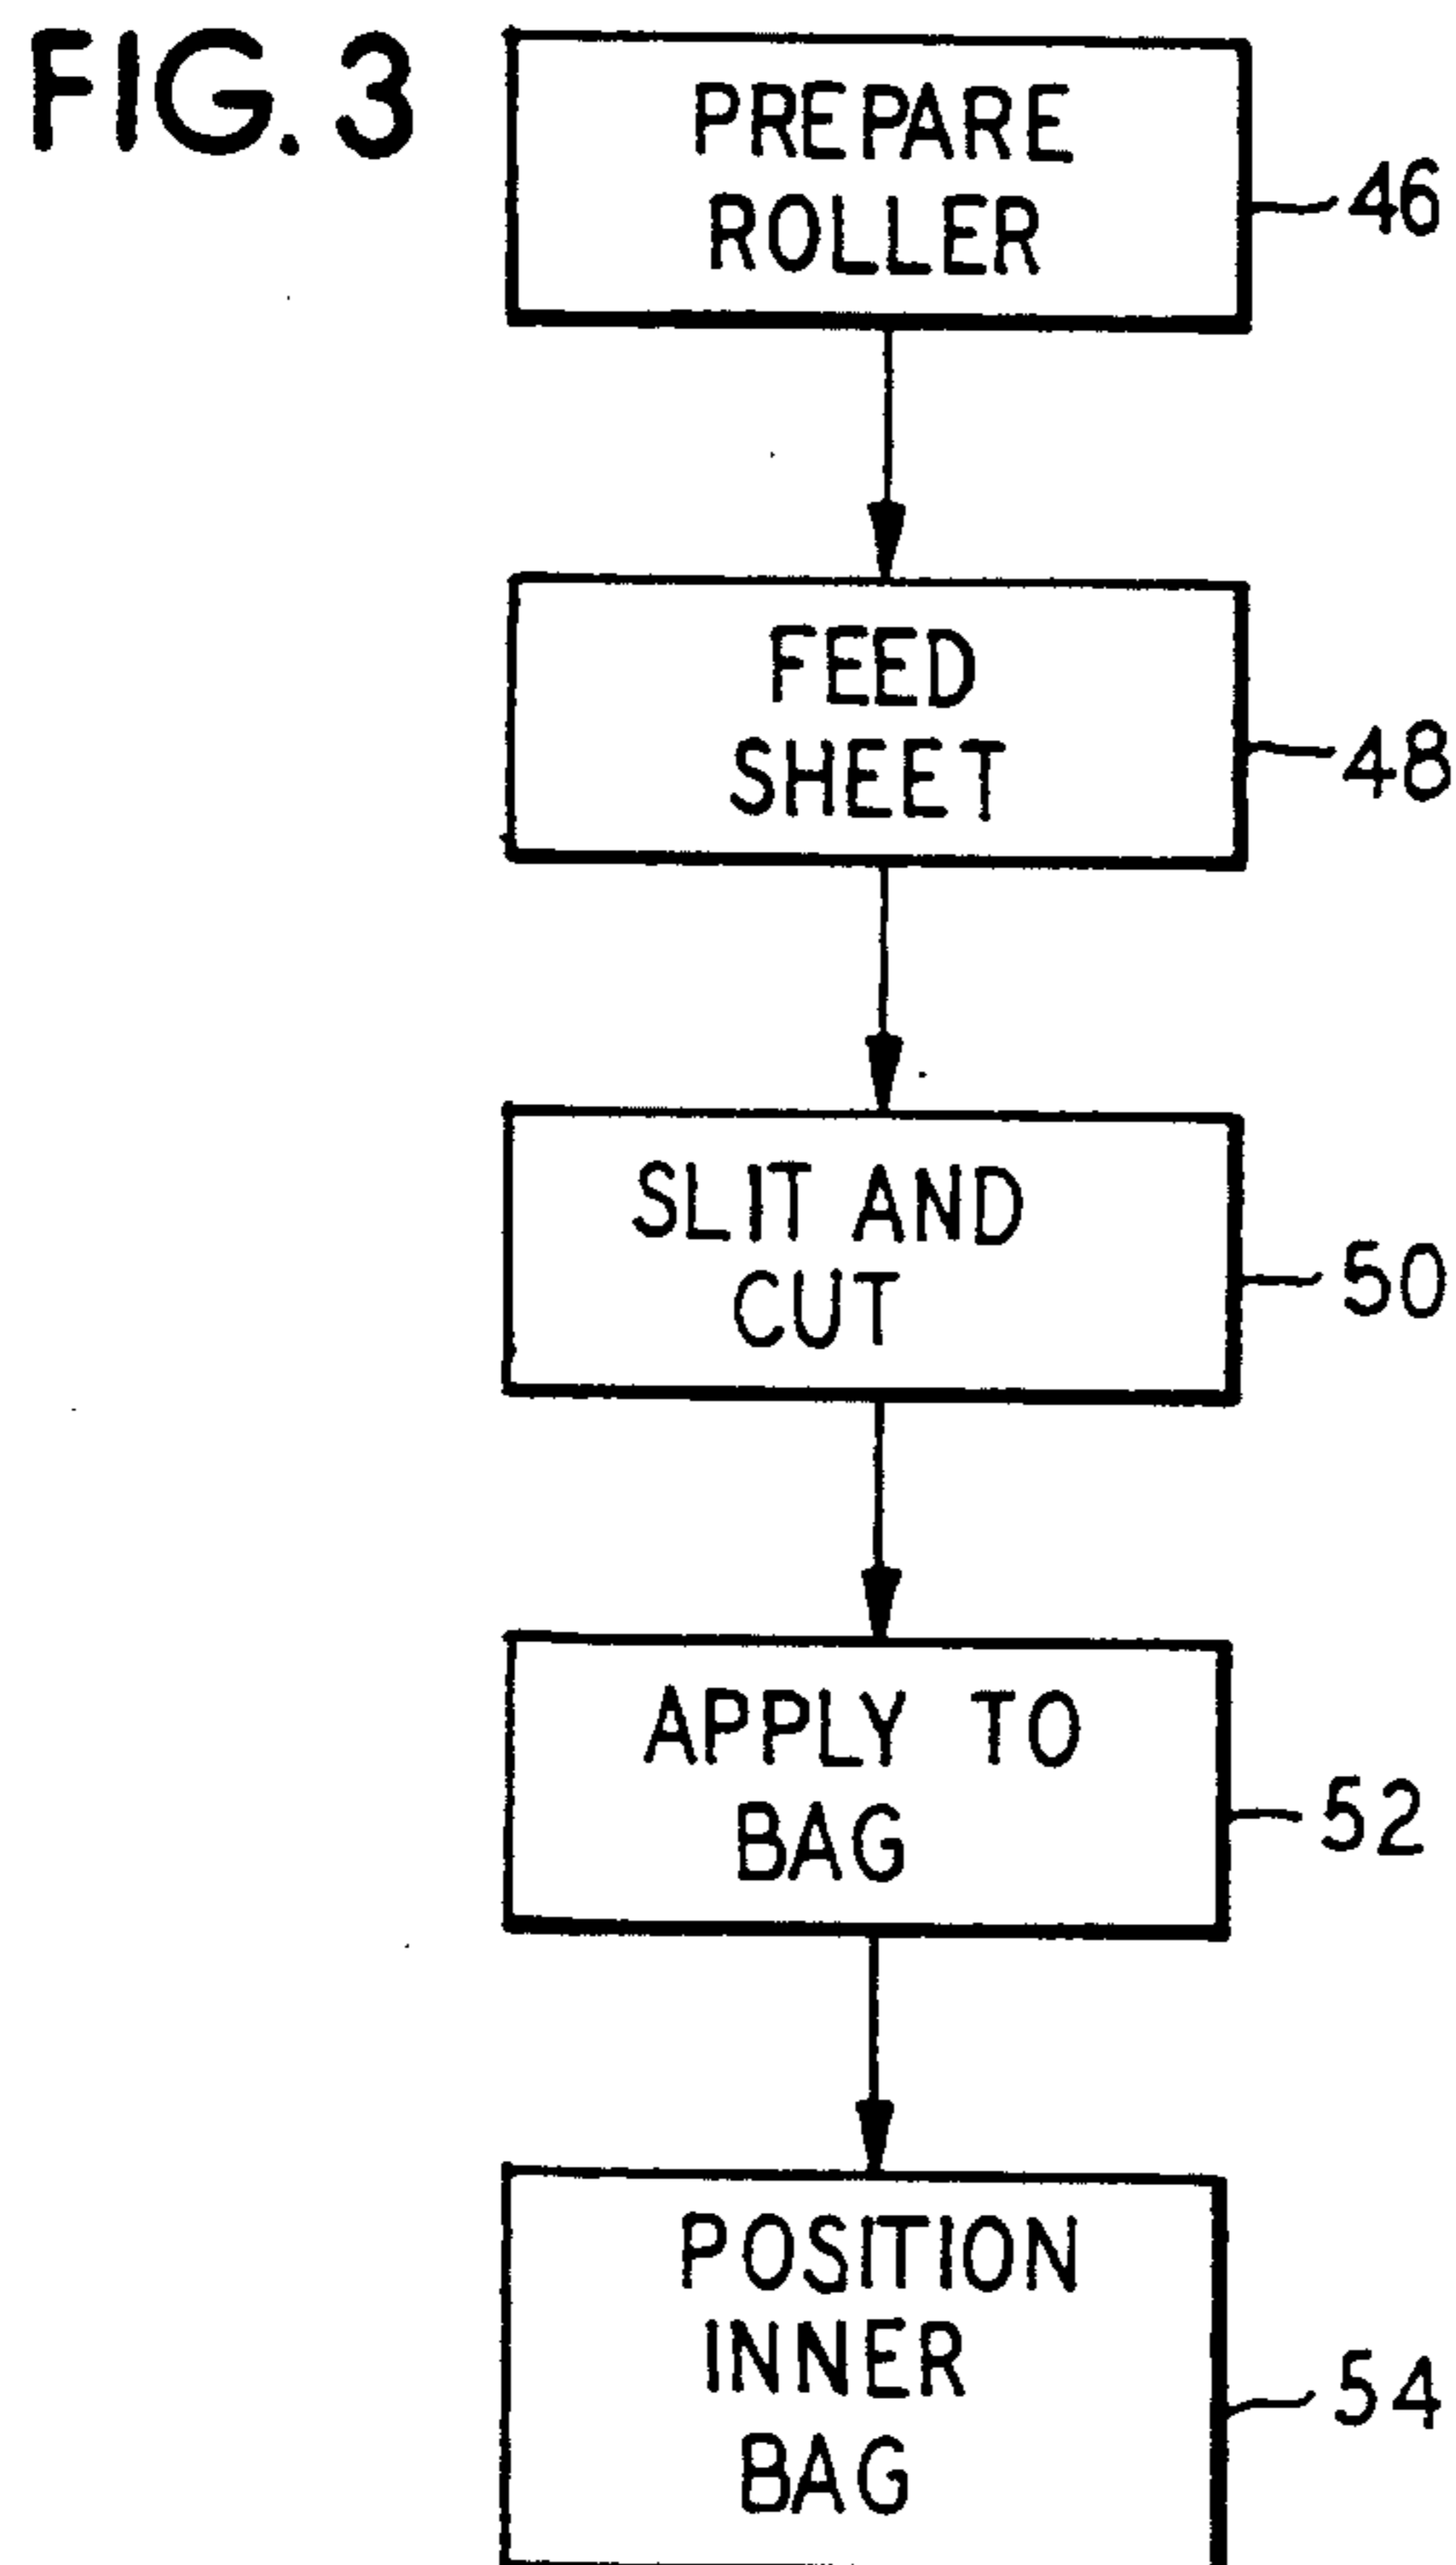 FIG. 3
PREPARE
ROLLER
46
FEED
SHEET
48
SLIT AND
CUT
50
APPLY TO
BAG
52
POSITION
INNER
BAG
54